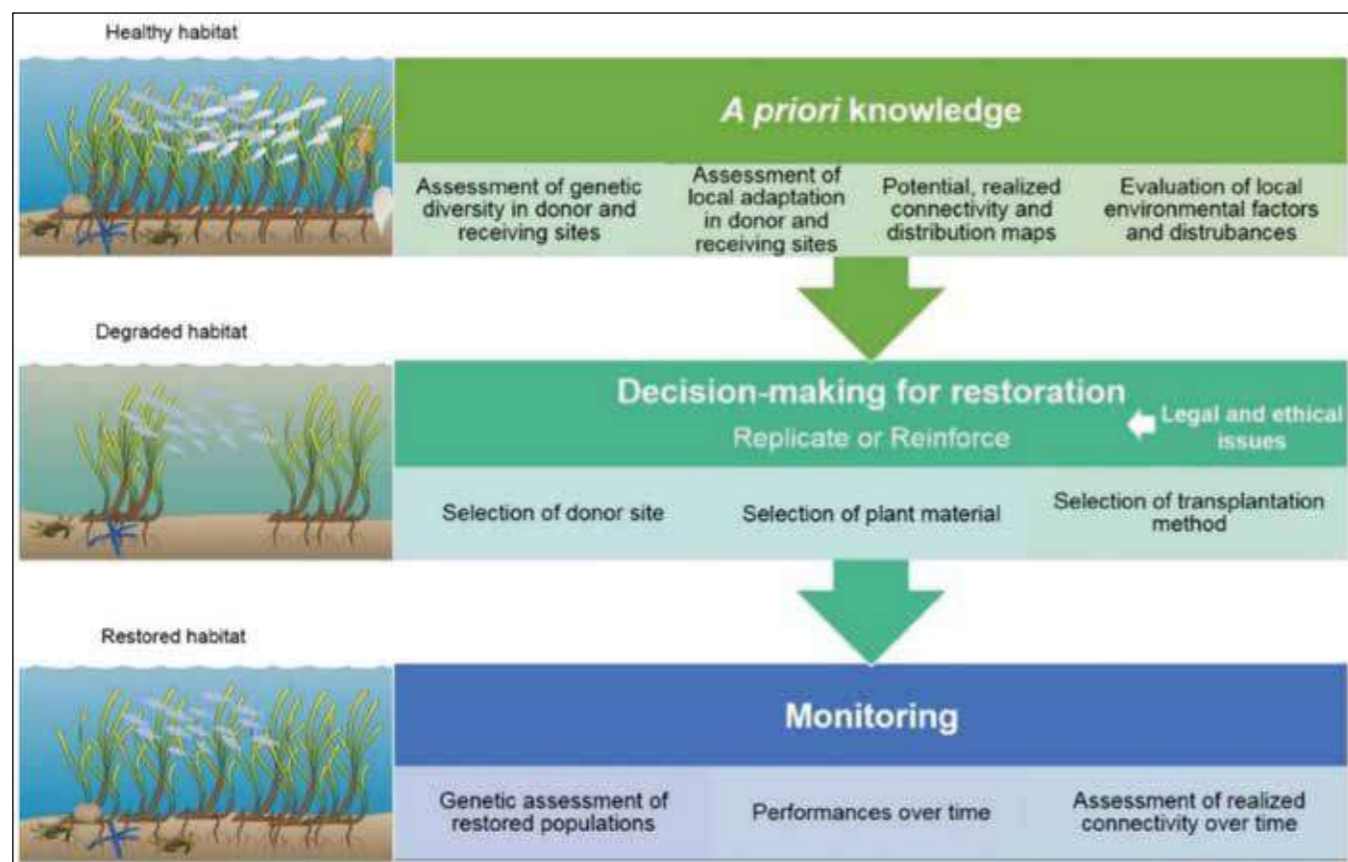 Healthy habitat
A priori knowledge
Assessment of genetic
diversity in donor and
receiving sites
Assessment of
local adaptation
in donor and
receiving sites
Potential, realized
connectivity and
distribution maps
Evaluation of local
environmental factors
and distrubances
Degraded habitat
Decision-making for restoration
Replicate or Reinforce
Legal and ethical
issues
Selection of donor site
Selection of plant material
Selection of transplantation
method
Restored habitat
Monitoring
Genetic assessment of
restored populations
Performances over time
Assessment of realized
connectivity over time